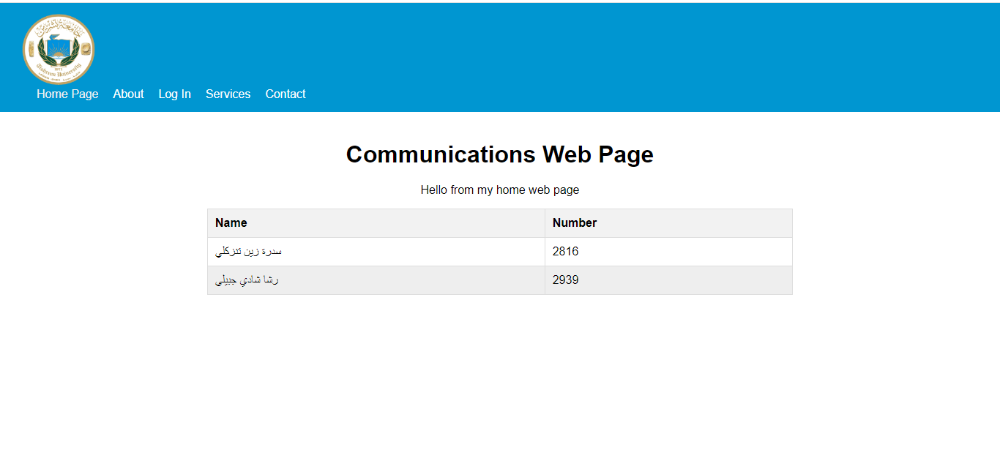 جامعة تشرين
Tishreen University
1971
Home Page About Log In Services Contact
Communications Web Page
Hello from my home web page
Name Number
سدرة زين تنزكلي 2816
رشا شادي جبيلي 2939